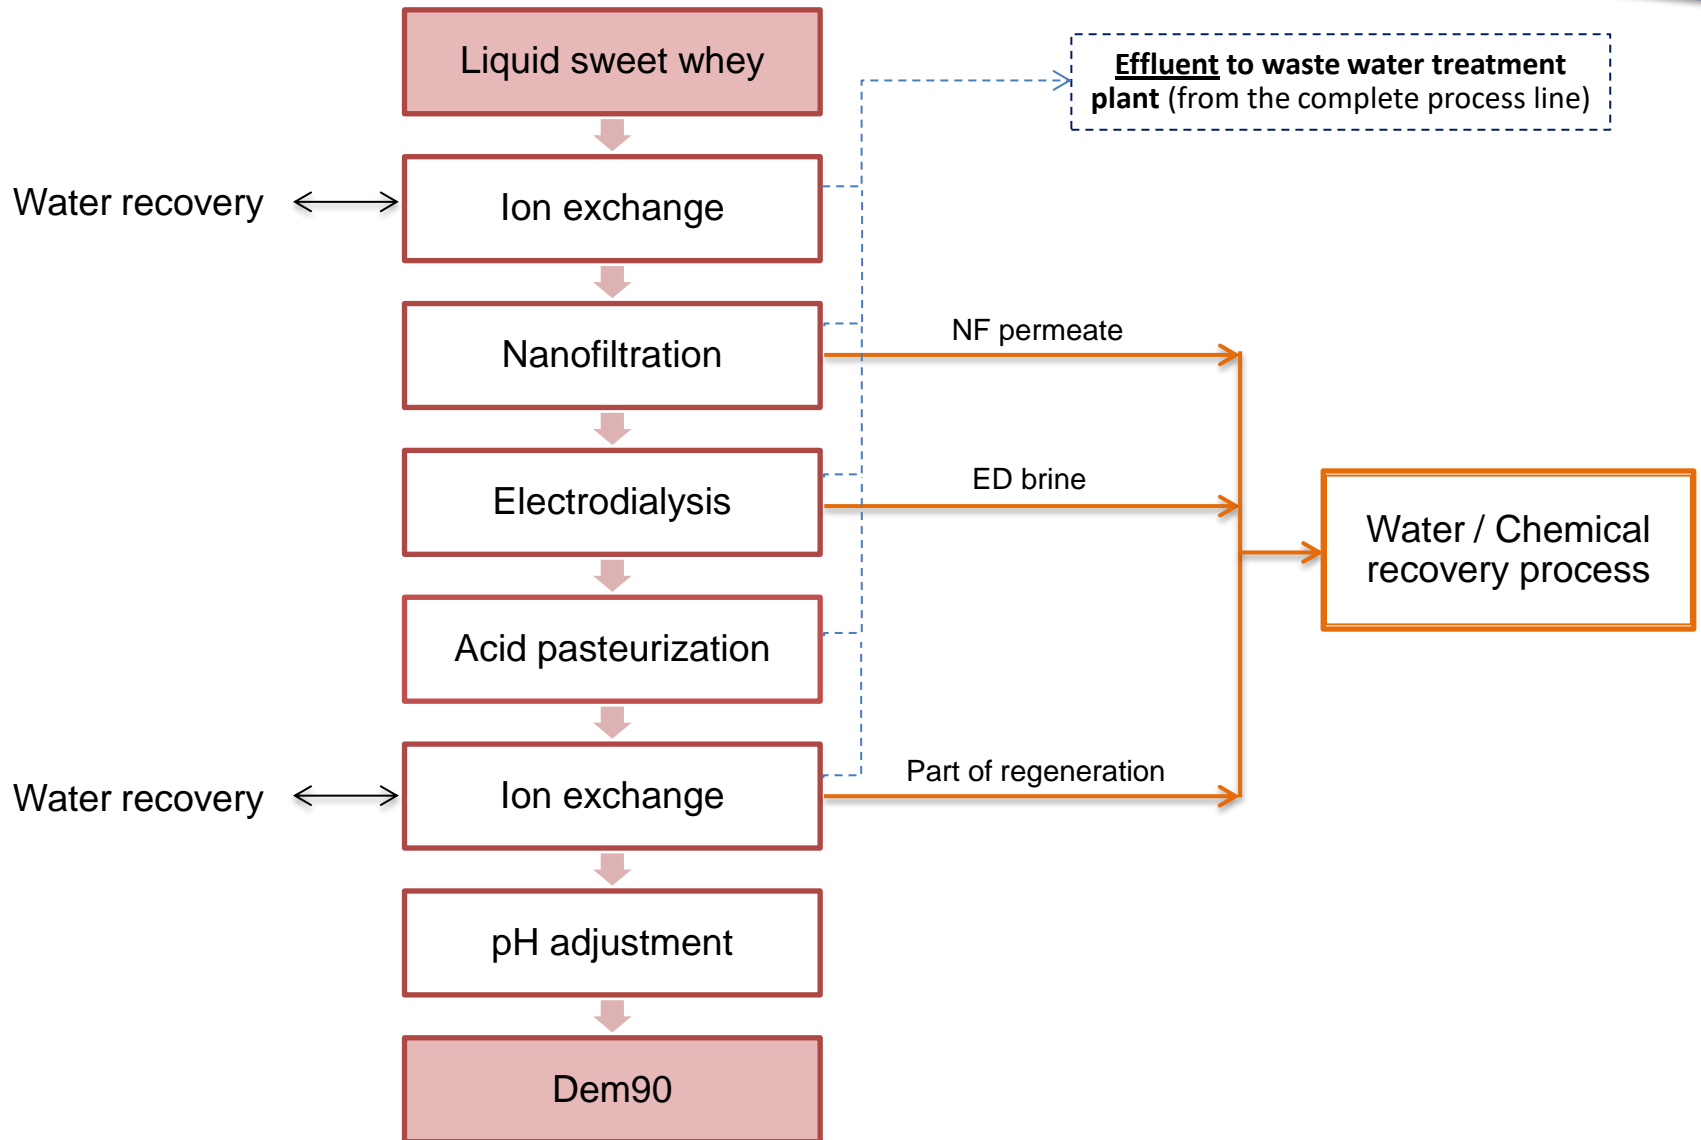 Liquid sweet whey
Effluent to waste water treatment
plant (from the complete process line)
Water recovery
Ion exchange
Nanofiltration
NF permeate
Electrodialysis
ED brine
Water / Chemical
recovery process
Acid pasteurization
Water recovery
Ion exchange
Part of regeneration
pH adjustment
Dem90